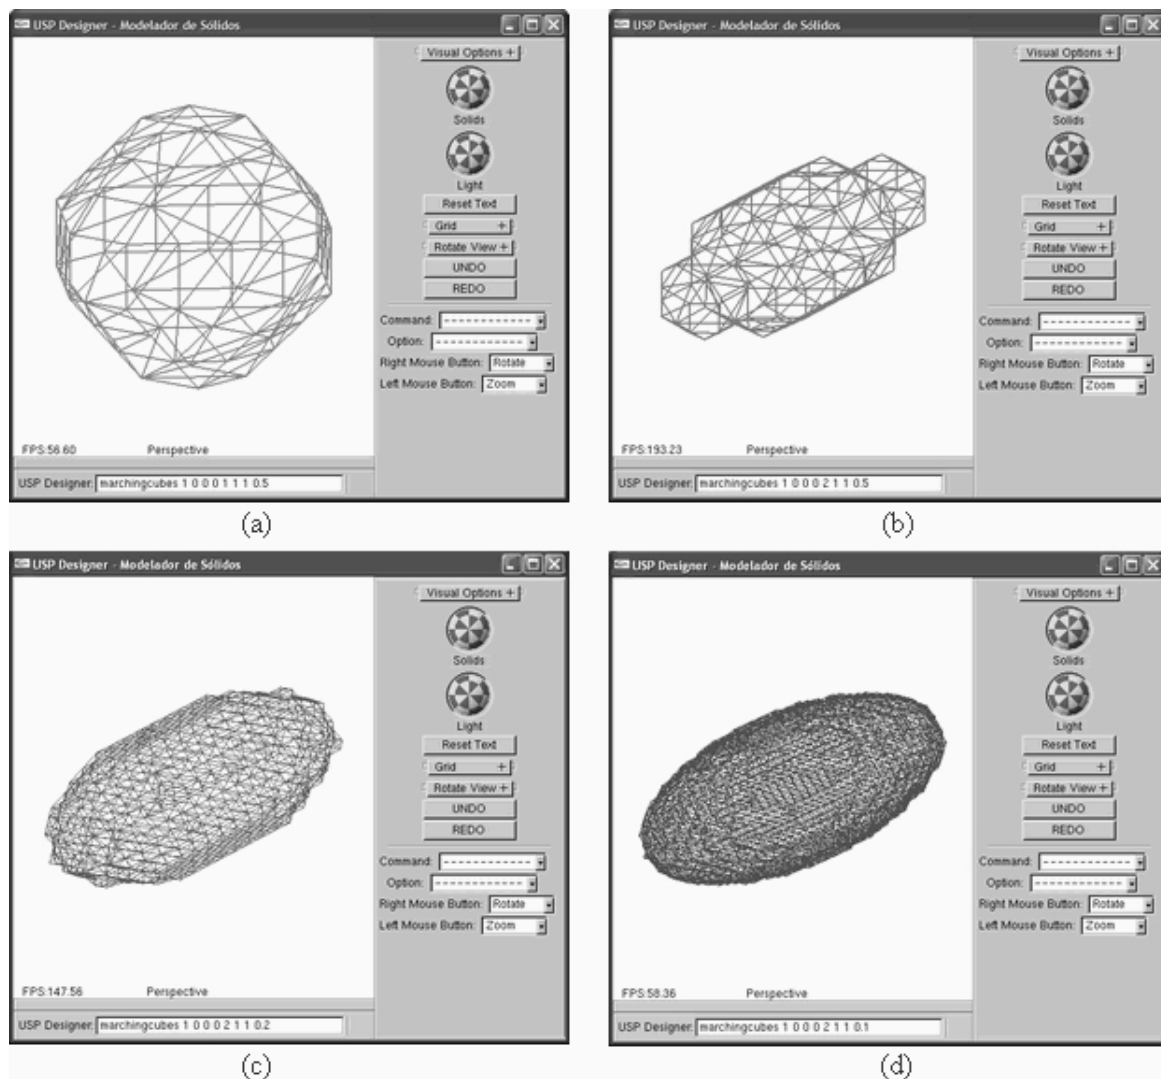 USP Designer - Modelador de Sólidos
Visual Options +
Solids
Light
Reset Text
Grid +
Rotate View +
UNDO
REDO
Command: ------------
Option: ------------
Right Mouse Button: Rotate
Left Mouse Button: Zoom
FPS:56.60 Perspective
USP Designer: marchingcubes 1 0 0 0 1 1 1 0.5
(a)
USP Designer - Modelador de Sólidos
Visual Options +
Solids
Light
Reset Text
Grid +
Rotate View +
UNDO
REDO
Command: ------------
Option: ------------
Right Mouse Button: Rotate
Left Mouse Button: Zoom
FPS:193.23 Perspective
USP Designer: marchingcubes 1 0 0 0 2 1 1 0.5
(b)
USP Designer - Modelador de Sólidos
Visual Options +
Solids
Light
Reset Text
Grid +
Rotate View +
UNDO
REDO
Command: ------------
Option: ------------
Right Mouse Button: Rotate
Left Mouse Button: Zoom
FPS:147.56 Perspective
USP Designer: marchingcubes 1 0 0 0 2 1 1 0.2
(c)
USP Designer - Modelador de Sólidos
Visual Options +
Solids
Light
Reset Text
Grid +
Rotate View +
UNDO
REDO
Command: ------------
Option: ------------
Right Mouse Button: Rotate
Left Mouse Button: Zoom
FPS:58.36 Perspective
USP Designer: marchingcubes 1 0 0 0 2 1 1 0.1
(d)